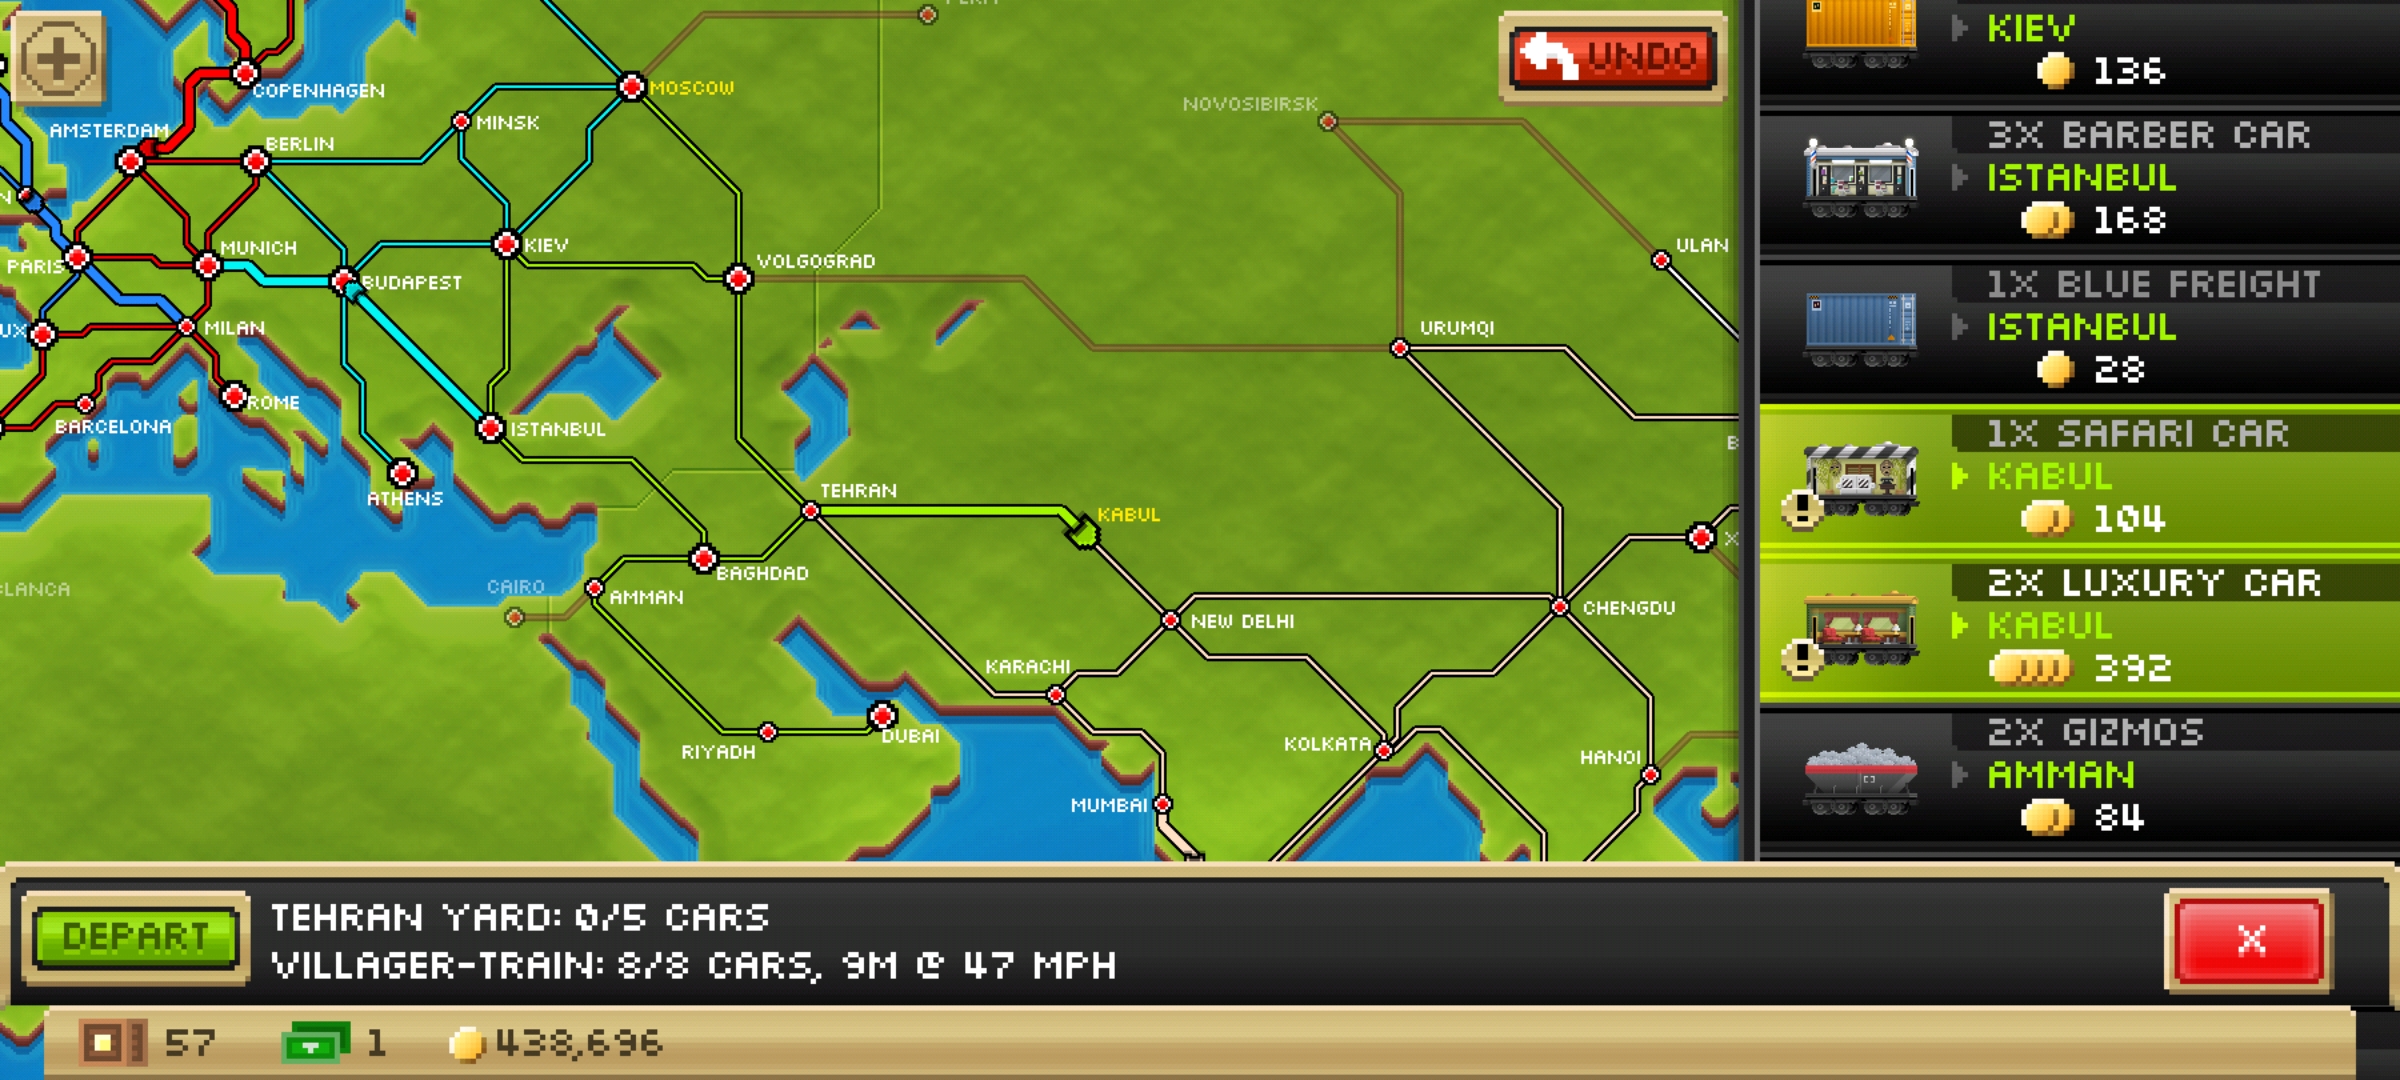 UNDO
MOSCOW
COPENHAGEN
NOVOSIBIRSK
MINSK
AMSTERDAM
BERLIN
ULAN
KIEV
MUNICH
VOLGOGRAD
PARIS
BUDAPEST
URUMQI
MILAN
UX
ROME
BARCELONA
ISTANBUL
ATHENS
TEHRAN
KABUL
BAGHDAD
CAIRO
AMMAN
LANCA
NEW DELHI
CHENGDU
KARACHI
RIYADH
DUBAI
KOLKATA
HANOI
MUMBAI
KIEV
136
3X BARBER CAR
ISTANBUL
168
1X BLUE FREIGHT
ISTANBUL
28
1X SAFARI CAR
KABUL
104
2X LUXURY CAR
KABUL
392
2X GIZMOS
AMMAN
84
DEPART
TEHRAN YARD: 0/5 CARS
VILLAGER-TRAIN: 8/8 CARS, 9M @ 47 MPH
X
57
1
438,696